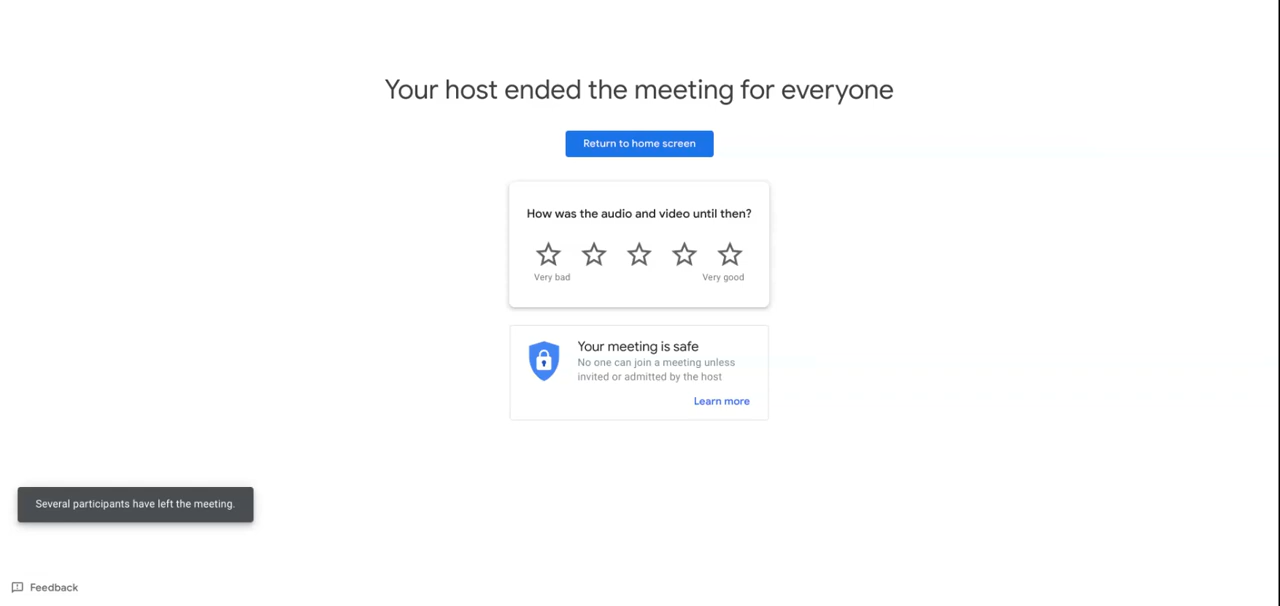 Your host ended the meeting for everyone
Return to home screen
How was the audio and video until then?
Very bad
Very good
Your meeting is safe
No one can join a meeting unless
invited or admitted by the host
Learn more
Several participants have left the meeting.
Feedback